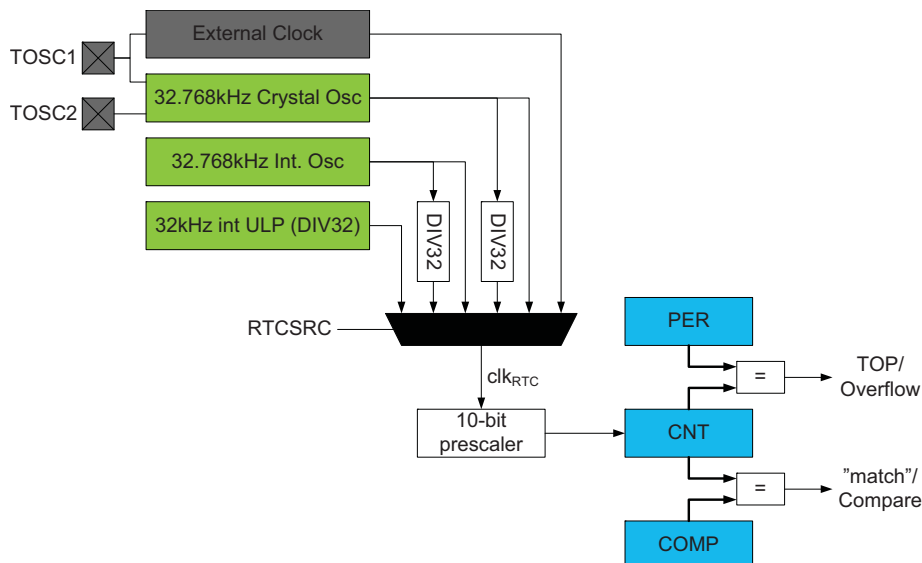 External Clock
TOSC1
32.768kHz Crystal Osc
TOSC2
32.768kHz Int. Osc
32kHz int ULP (DIV32)
DIV32
DIV32
RTCSRC
PER
clkRTC
=
TOP/
Overflow
10-bit
prescaler
CNT
=
”match”/
Compare
COMP